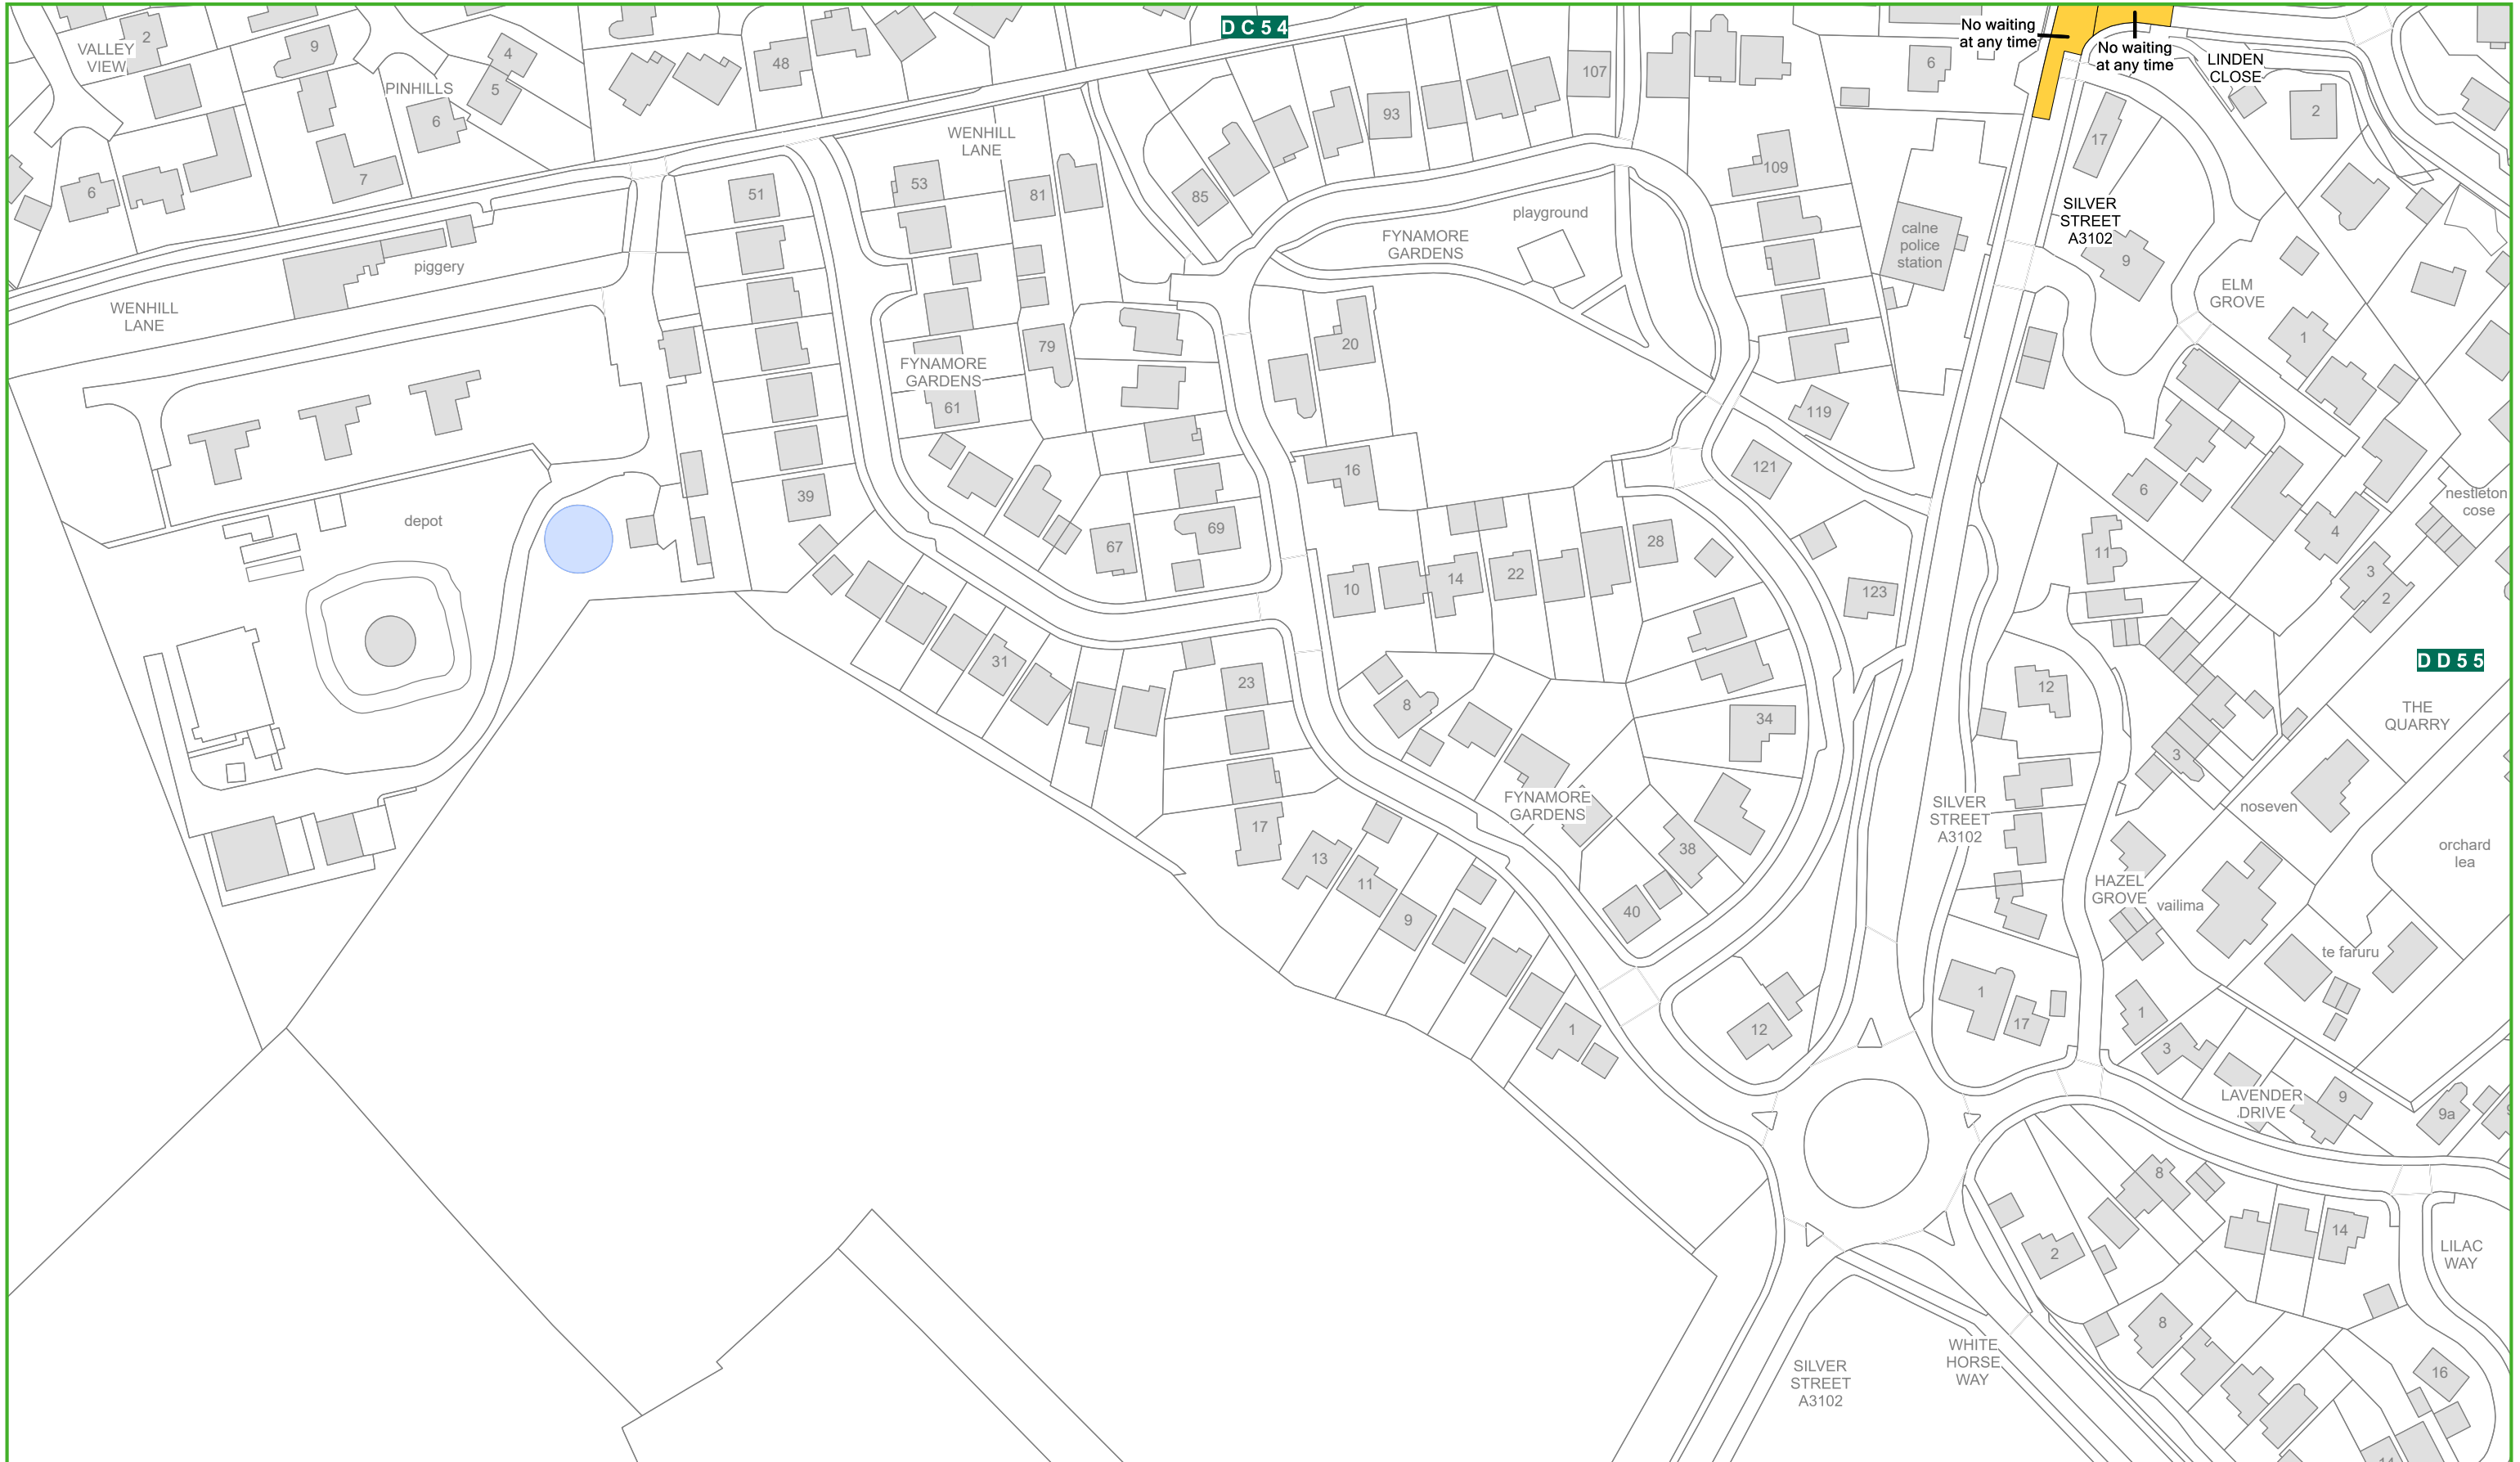 D C 5 4
No waiting
at any time
No waiting
at any time
LINDEN
CLOSE
VALLEY
VIEW
2
9
4
5
PINHILLS
6
48
107
6
2
93
17
WENHILL
LANE
6
7
51
53
81
85
109
playground
FYNAMORE
GARDENS
SILVER
STREET
A3102
calne
police
station
9
piggery
ELM
GROVE
WENHILL
LANE
1
79
20
FYNAMORE
GARDENS
61
119
121
16
6
39
nestleton
cose
depot
67
69
28
11
4
10
14
22
123
3
2
31
23
8
34
12
D D 5 5
THE
QUARRY
3
noseven
FYNAMORE
GARDENS
SILVER
STREET
A3102
17
13
11
9
38
40
orchard
lea
HAZEL
GROVE
vailima
te faruru
1
12
1
17
1
3
LAVENDER
DRIVE
9
9a
8
2
14
LILAC
WAY
8
WHITE
HORSE
WAY
SILVER
STREET
A3102
16